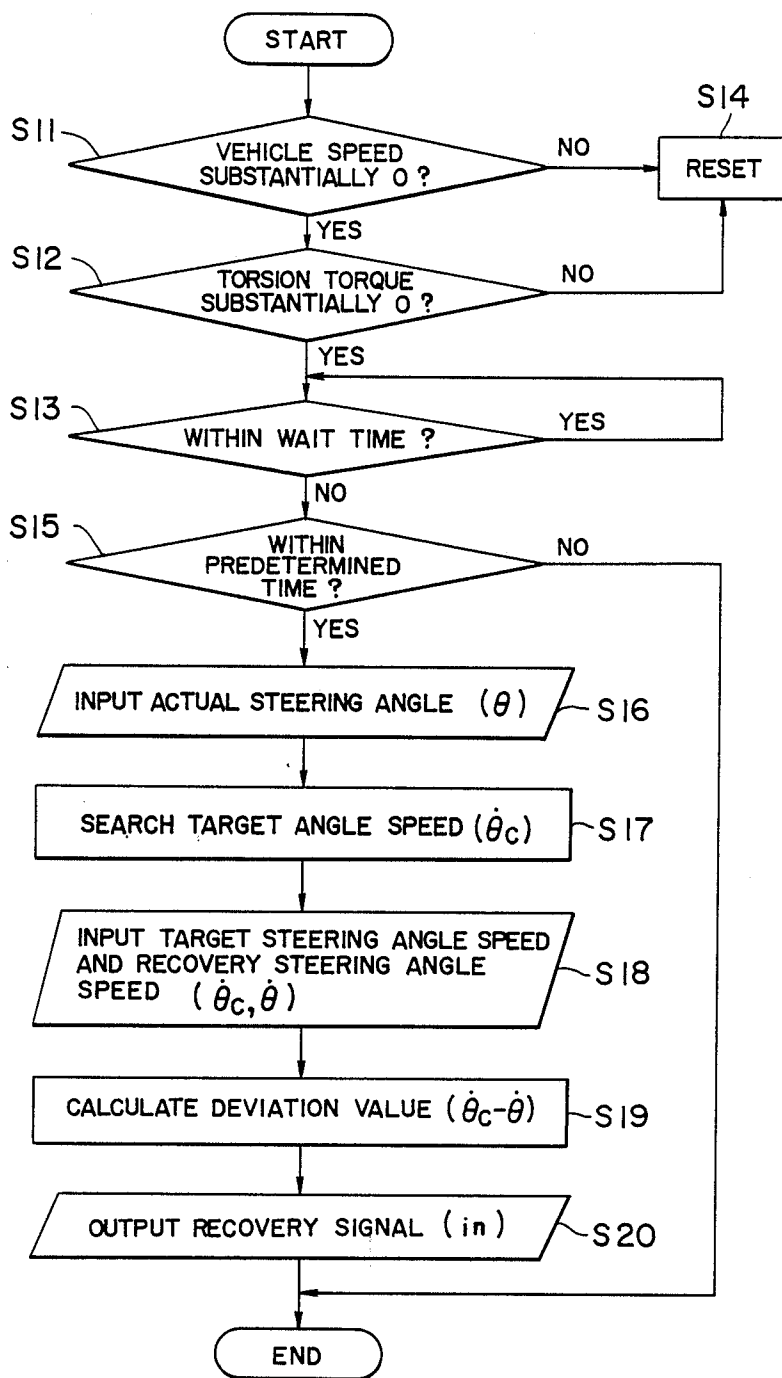 START
S11
VEHICLE SPEED
SUBSTANTIALLY 0 ?
NO
S14
RESET
YES
S12
TORSION TORQUE
SUBSTANTIALLY 0 ?
NO
YES
S13
WITHIN WAIT TIME ?
YES
NO
S15
WITHIN
PREDETERMINED
TIME ?
NO
YES
INPUT ACTUAL STEERING ANGLE (θ)
S16
SEARCH TARGET ANGLE SPEED (θ̇C)
S17
INPUT TARGET STEERING ANGLE SPEED
AND RECOVERY STEERING ANGLE
SPEED (θ̇C, θ̇)
S18
CALCULATE DEVIATION VALUE (θ̇C-θ̇)
S19
OUTPUT RECOVERY SIGNAL (in)
S20
END